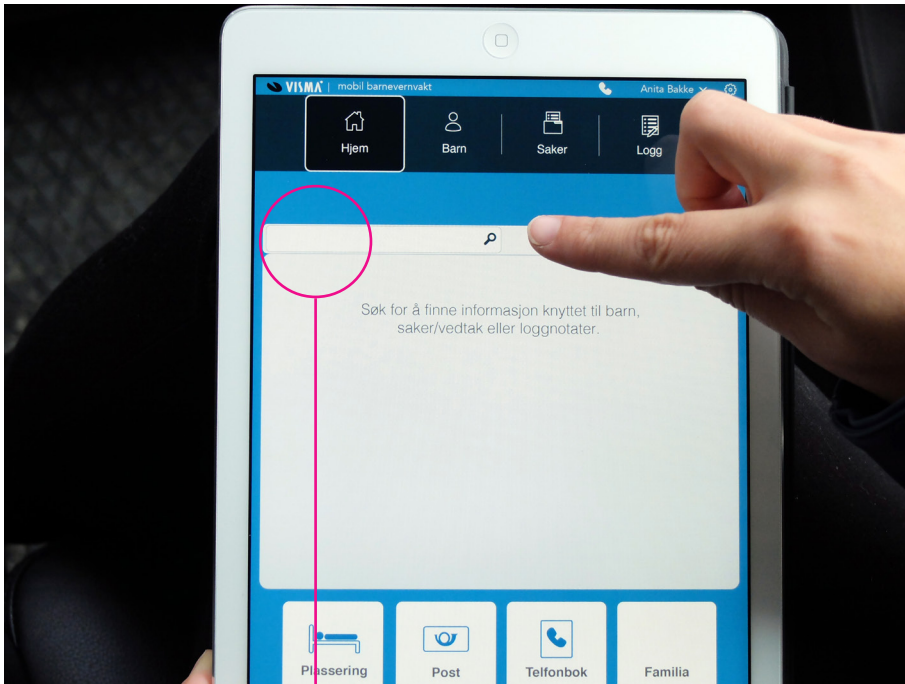 VISMA | mobil barnevernvakt
Anita Bakke
Hjem
Barn
Saker
Logg
Søk for å finne informasjon knyttet til barn,
saker/vedtak eller loggnotater.
Plassering
Post
Telfonbok
Familia